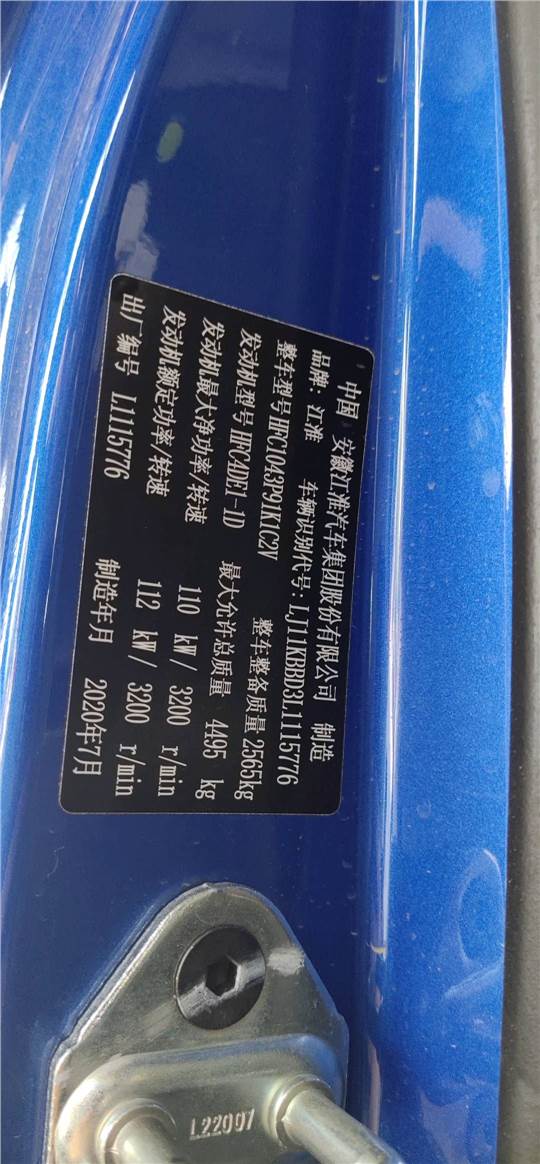 中国 安徽江淮汽车集团股份有限公司 制造
品牌: 江淮 车辆识别代号: LJ11KBBD3L1115776
整车型号 HFC1043P91K1C2V 整车整备质量 2565kg
发动机型号 HFC4DE1-1D 最大允许总质量 4495 kg
发动机最大净功率/转速 110 kW/ 3200 r/min
发动机额定功率/转速 112 kW/ 3200 r/min
出厂编号 L1115776 制造年月 2020年7月
L22007